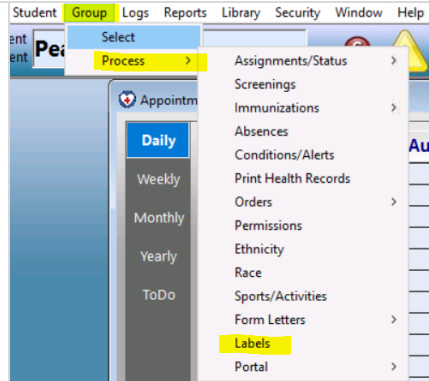 Student Group Logs Reports Library Security Window Help
ent
ent Pea
Select
Process >
Assignments/Status >
Screenings
Immunizations >
Absences
Conditions/Alerts
Print Health Records
Orders >
Permissions
Ethnicity
Race
Sports/Activities
Form Letters >
Labels
Portal >
Appointm
Daily
Weekly
Monthly
Yearly
ToDo
Au